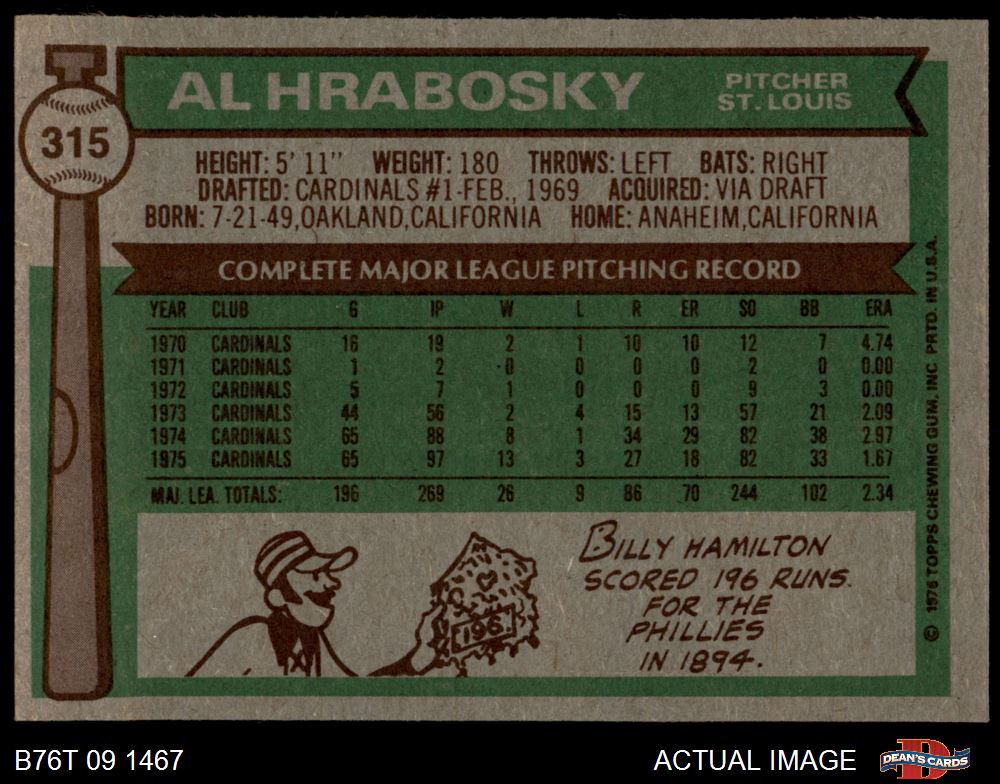 315
AL HRABOSKY
PITCHER
ST. LOUIS
HEIGHT: 5' 11" WEIGHT: 180 THROWS: LEFT BATS: RIGHT
DRAFTED: CARDINALS #1-FEB., 1969 ACQUIRED: VIA DRAFT
BORN: 7-21-49, OAKLAND, CALIFORNIA HOME: ANAHEIM, CALIFORNIA
COMPLETE MAJOR LEAGUE PITCHING RECORD
YEAR CLUB G IP W L R ER SO BB ERA
1970 CARDINALS 16 19 2 1 10 10 12 7 4.74
1971 CARDINALS 1 2 0 0 0 0 2 0 0.00
1972 CARDINALS 5 7 1 0 0 0 9 3 0.00
1973 CARDINALS 44 56 2 4 15 13 57 21 2.09
1974 CARDINALS 65 88 8 1 34 29 82 38 2.97
1975 CARDINALS 65 97 13 3 27 18 82 33 1.67
MAJ. LEA. TOTALS: 196 269 26 9 86 70 244 102 2.34
196
BILLY HAMILTON
SCORED 196 RUNS
FOR THE
PHILLIES
IN 1894.
© 1976 TOPPS CHEWING GUM, INC PRTD. IN U.S.A.
B76T 09 1467
ACTUAL IMAGE
DEAN'S CARDS